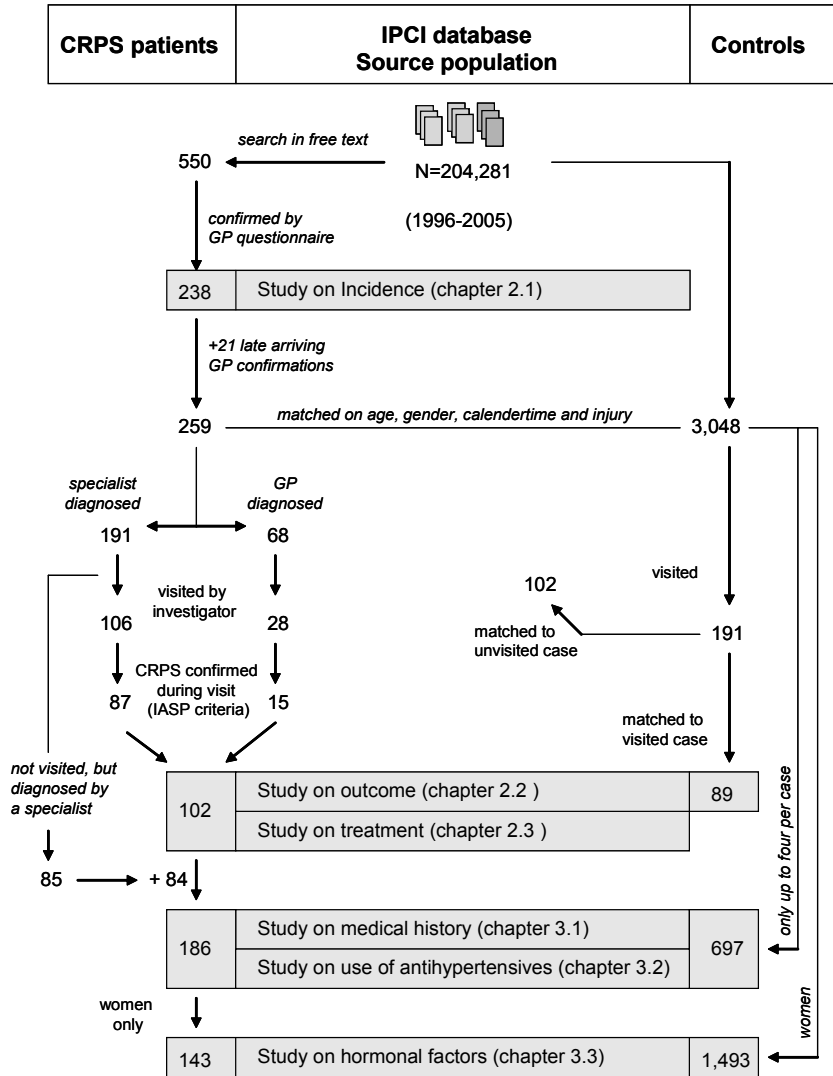 CRPS patients
IPCI database
Source population
Controls
search in free text
550
N=204,281
(1996-2005)
confirmed by
GP questionnaire
238
Study on Incidence (chapter 2.1)
+21 late arriving
GP confirmations
matched on age, gender, calendertime and injury
259
3,048
specialist
diagnosed
GP
diagnosed
191
68
visited
visited by
investigator
102
106
28
matched to
unvisited case
191
CRPS confirmed
during visit
(IASP criteria)
87
15
matched to
visited case
not visited, but
diagnosed by
a specialist
102
Study on outcome (chapter 2.2 )
89
Study on treatment (chapter 2.3 )
only up to four per case
85
+ 84
186
Study on medical history (chapter 3.1)
697
Study on use of antihypertensives (chapter 3.2)
women
only
women
143
Study on hormonal factors (chapter 3.3)
1,493